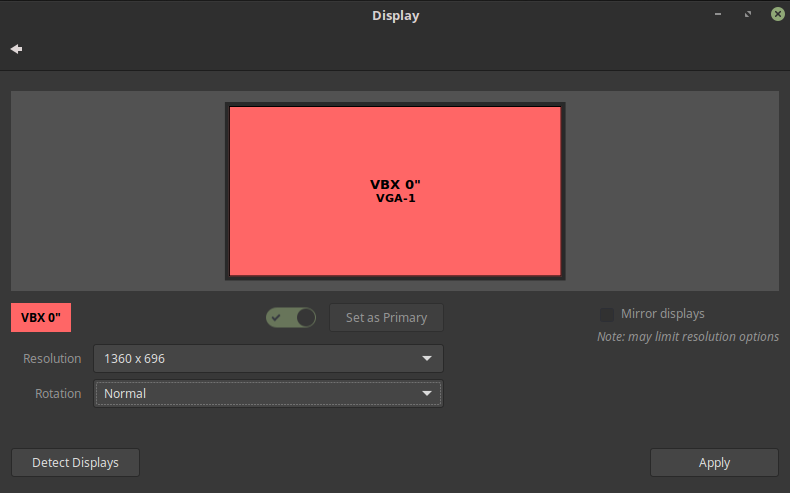 Display
VBX 0"
VGA-1
VBX 0"
Set as Primary
Mirror displays
Note: may limit resolution options
Resolution
1360 x 696
Rotation
Normal
Detect Displays
Apply